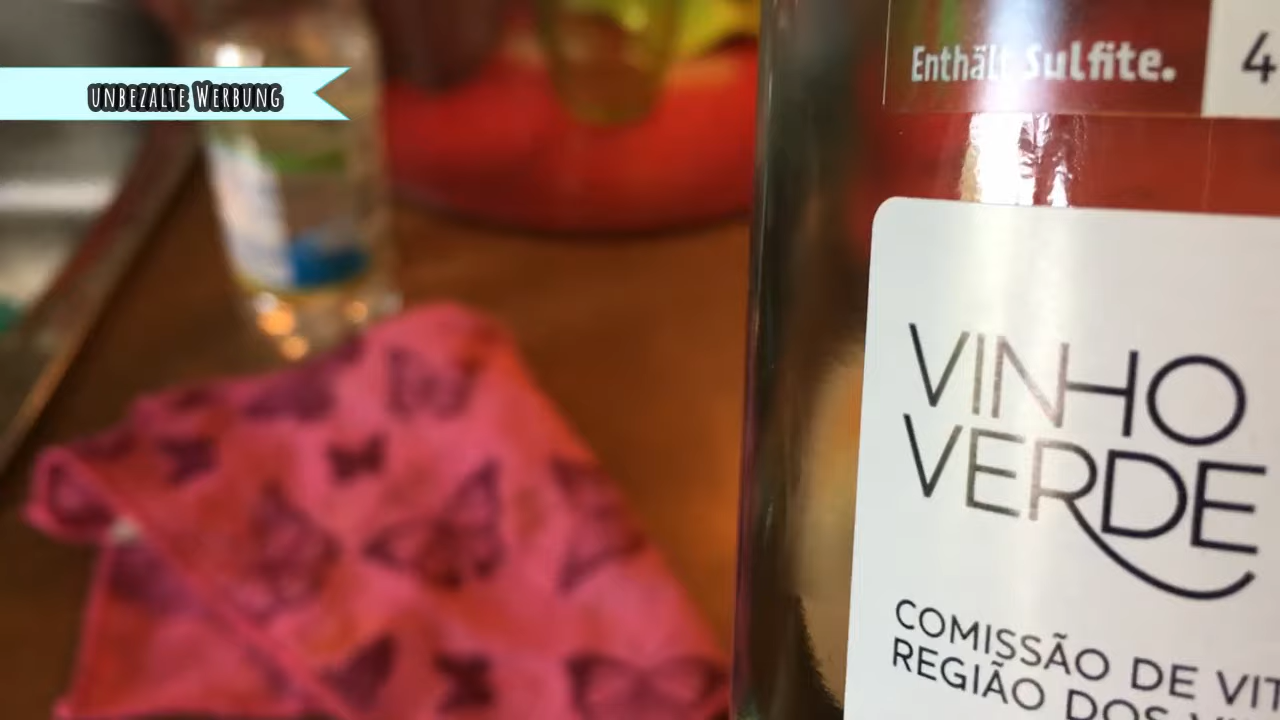 unbezalte Werbung
Enthält Sulfite.
4
VINHO
VERDE
COMISSÃO DE VIT
REGIÃO DOS